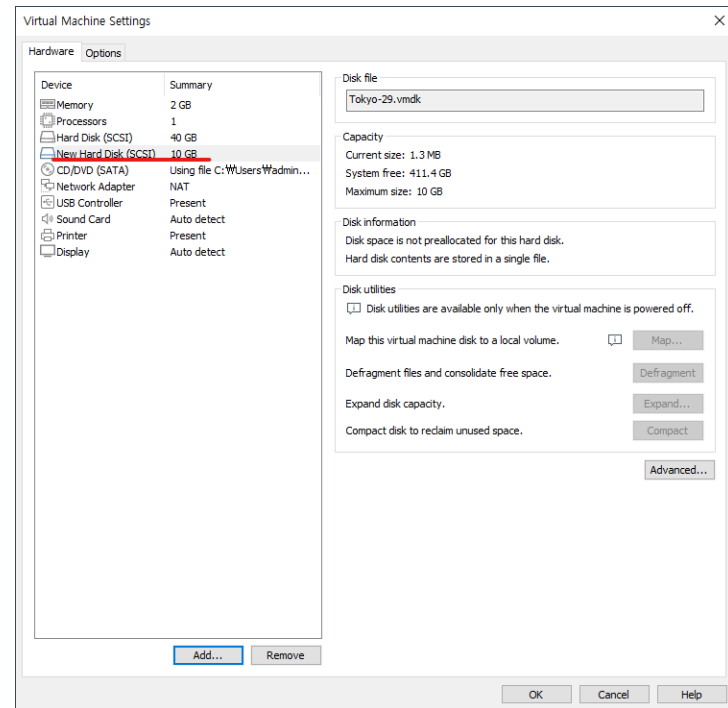 Virtual Machine Settings
Hardware Options
Device Summary
Memory 2 GB
Processors 1
Hard Disk (SCSI) 40 GB
New Hard Disk (SCSI) 10 GB
CD/DVD (SATA) Using file C:₩Users₩admin...
Network Adapter NAT
USB Controller Present
Sound Card Auto detect
Printer Present
Display Auto detect
Add... Remove
Disk file
Tokyo-29.vmdk
Capacity
Current size: 1.3 MB
System free: 411.4 GB
Maximum size: 10 GB
Disk information
Disk space is not preallocated for this hard disk.
Hard disk contents are stored in a single file.
Disk utilities
Disk utilities are available only when the virtual machine is powered off.
Map this virtual machine disk to a local volume. Map...
Defragment files and consolidate free space. Defragment
Expand disk capacity. Expand...
Compact disk to reclaim unused space. Compact
Advanced...
OK Cancel Help